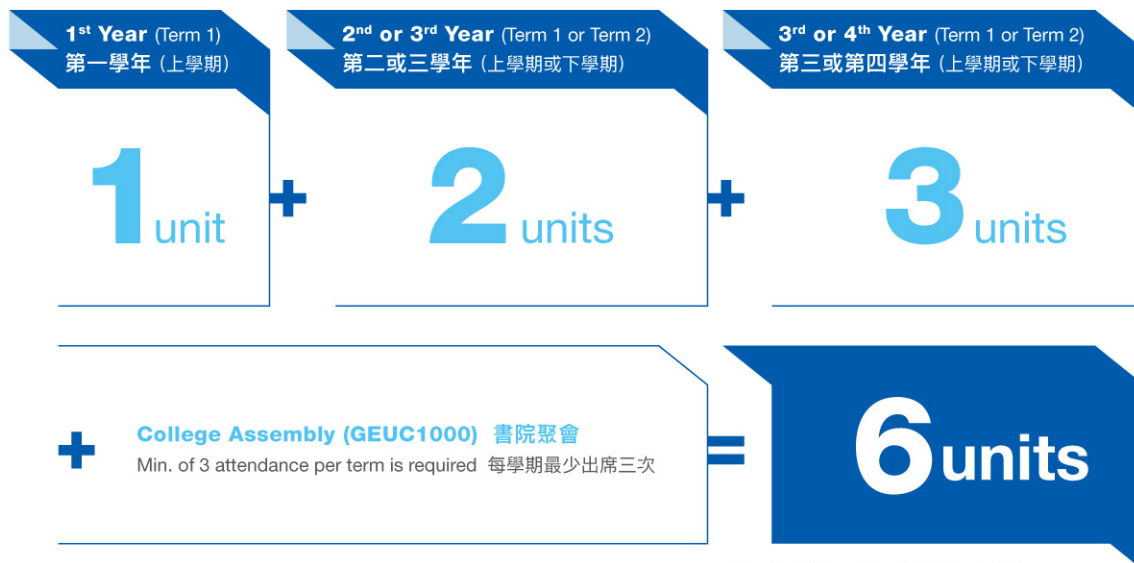 1st Year (Term 1)
第一學年 (上學期)
1 unit
+
2nd or 3rd Year (Term 1 or Term 2)
第二或三學年 (上學期或下學期)
2 units
+
3rd or 4th Year (Term 1 or Term 2)
第三或第四學年 (上學期或下學期)
3 units
+
College Assembly (GEUC1000) 書院聚會
Min. of 3 attendance per term is required 每學期最少出席三次
=
6 units